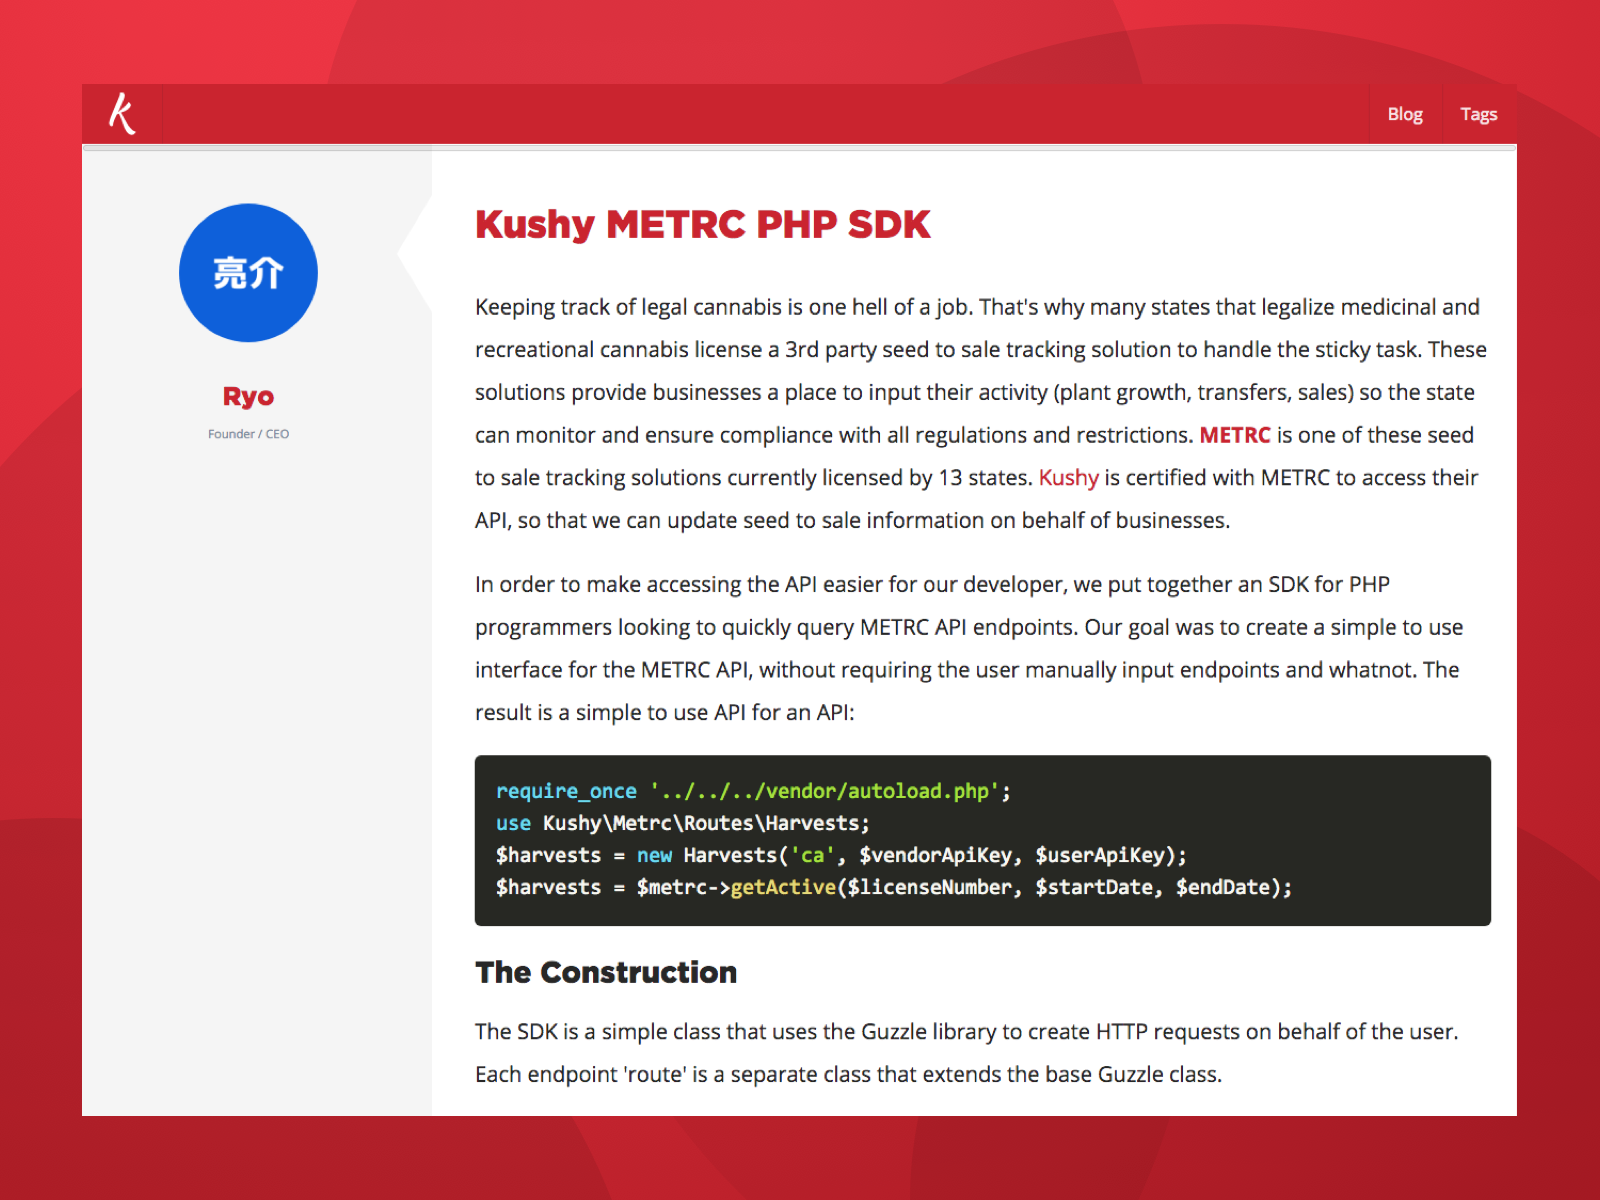 K
Blog
Tags
亮介
Ryo
Founder / CEO
Kushy METRC PHP SDK
Keeping track of legal cannabis is one hell of a job. That's why many states that legalize medicinal and
recreational cannabis license a 3rd party seed to sale tracking solution to handle the sticky task. These
solutions provide businesses a place to input their activity (plant growth, transfers, sales) so the state
can monitor and ensure compliance with all regulations and restrictions. METRC is one of these seed
to sale tracking solutions currently licensed by 13 states. Kushy is certified with METRC to access their
API, so that we can update seed to sale information on behalf of businesses.
In order to make accessing the API easier for our developer, we put together an SDK for PHP
programmers looking to quickly query METRC API endpoints. Our goal was to create a simple to use
interface for the METRC API, without requiring the user manually input endpoints and whatnot. The
result is a simple to use API for an API:
require_once '../../../vendor/autoload.php';
use Kushy\Metrc\Routes\Harvests;
$harvests = new Harvests('ca', $vendorApiKey, $userApiKey);
$harvests = $metrc->getActive($licenseNumber, $startDate, $endDate);
The Construction
The SDK is a simple class that uses the Guzzle library to create HTTP requests on behalf of the user.
Each endpoint 'route' is a separate class that extends the base Guzzle class.